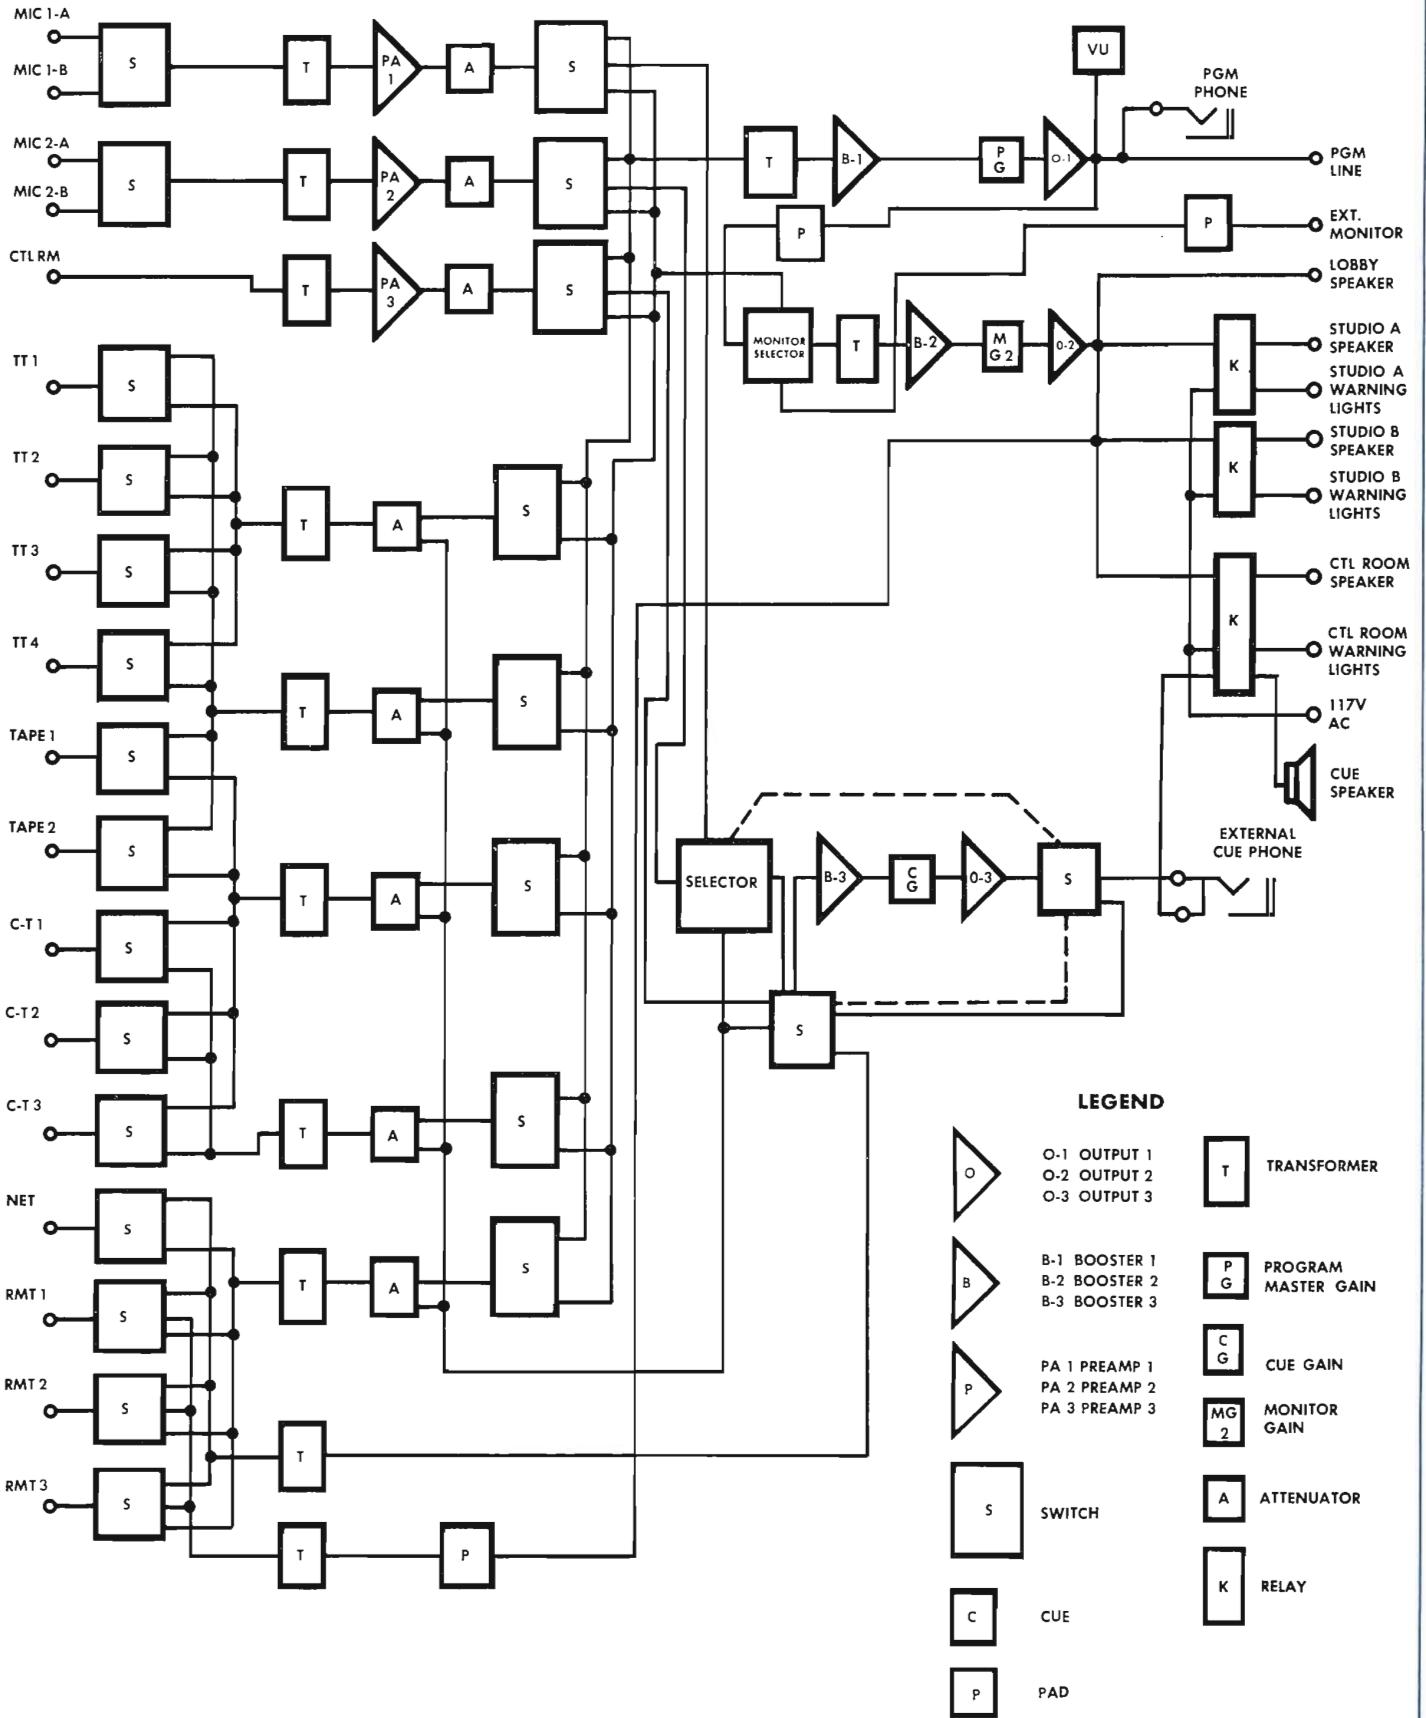 MIC 1-A
MIC 1-B
S
T
PA 1
A
S
MIC 2-A
MIC 2-B
S
T
PA 2
A
S
CTL RM
T
PA 3
A
S
VU
PGM
PHONE
T
B-1
P
G
O-1
PGM
LINE
P
P
EXT.
MONITOR
LOBBY
SPEAKER
MONITOR
SELECTOR
T
B-2
M
G2
O-2
K
STUDIO A
SPEAKER
STUDIO A
WARNING
LIGHTS
K
STUDIO B
SPEAKER
STUDIO B
WARNING
LIGHTS
K
CTL ROOM
SPEAKER
CTL ROOM
WARNING
LIGHTS
117V
AC
CUE
SPEAKER
TT 1
S
TT 2
S
T
A
S
TT 3
S
TT 4
S
T
A
S
TAPE 1
S
TAPE 2
S
T
A
S
C-T 1
S
C-T 2
S
C-T 3
S
T
A
S
NET
S
T
A
S
RMT 1
S
RMT 2
S
T
RMT 3
S
T
P
SELECTOR
B-3
C
G
O-3
S
EXTERNAL
CUE PHONE
S
LEGEND
O
O-1 OUTPUT 1
O-2 OUTPUT 2
O-3 OUTPUT 3
B
B-1 BOOSTER 1
B-2 BOOSTER 2
B-3 BOOSTER 3
P
PA 1 PREAMP 1
PA 2 PREAMP 2
PA 3 PREAMP 3
S
SWITCH
C
CUE
P
PAD
T
TRANSFORMER
P
G
PROGRAM
MASTER GAIN
C
G
CUE GAIN
MG
2
MONITOR
GAIN
A
ATTENUATOR
K
RELAY